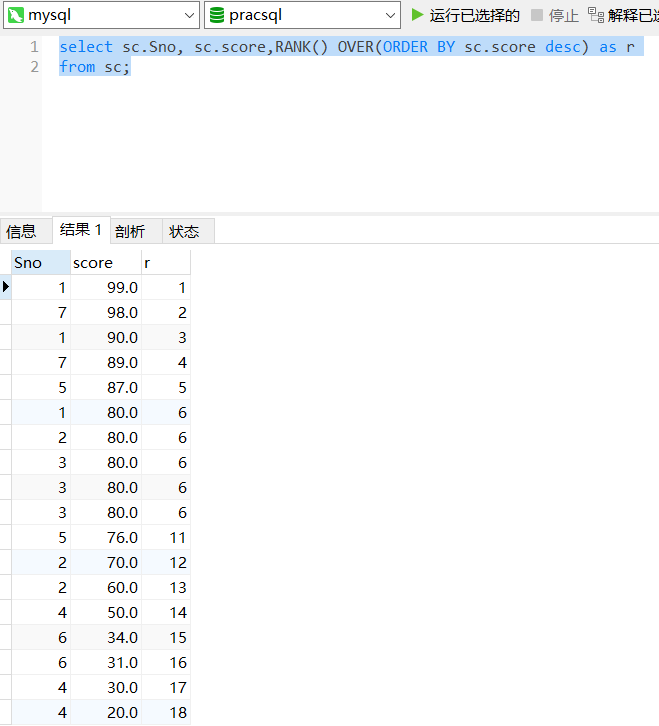 mysql pracsql 运行已选择的 停止 解释已
1 select sc.Sno, sc.score,RANK() OVER(ORDER BY sc.score desc) as r
2 from sc;
信息 结果 1 剖析 状态
Sno score r
1 99.0 1
7 98.0 2
1 90.0 3
7 89.0 4
5 87.0 5
1 80.0 6
2 80.0 6
3 80.0 6
3 80.0 6
3 80.0 6
5 76.0 11
2 70.0 12
2 60.0 13
4 50.0 14
6 34.0 15
6 31.0 16
4 30.0 17
4 20.0 18